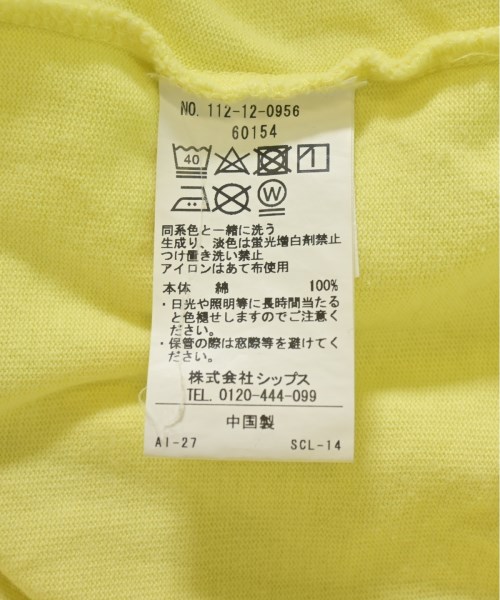 NO. 112-12-0956
60154
40
W
同系色と一緒に洗う
生成り、淡色は蛍光増白剤禁止
つけ置き洗い禁止
アイロンはあて布使用
本体 綿 100%
・日光や照明等に長時間当たる
と色褪せしますのでご注意く
ださい。
・保管の際は窓際等を避けてく
ださい。
株式会社シップス
TEL. 0120-444-099
中国製
AI-27 SCL-14